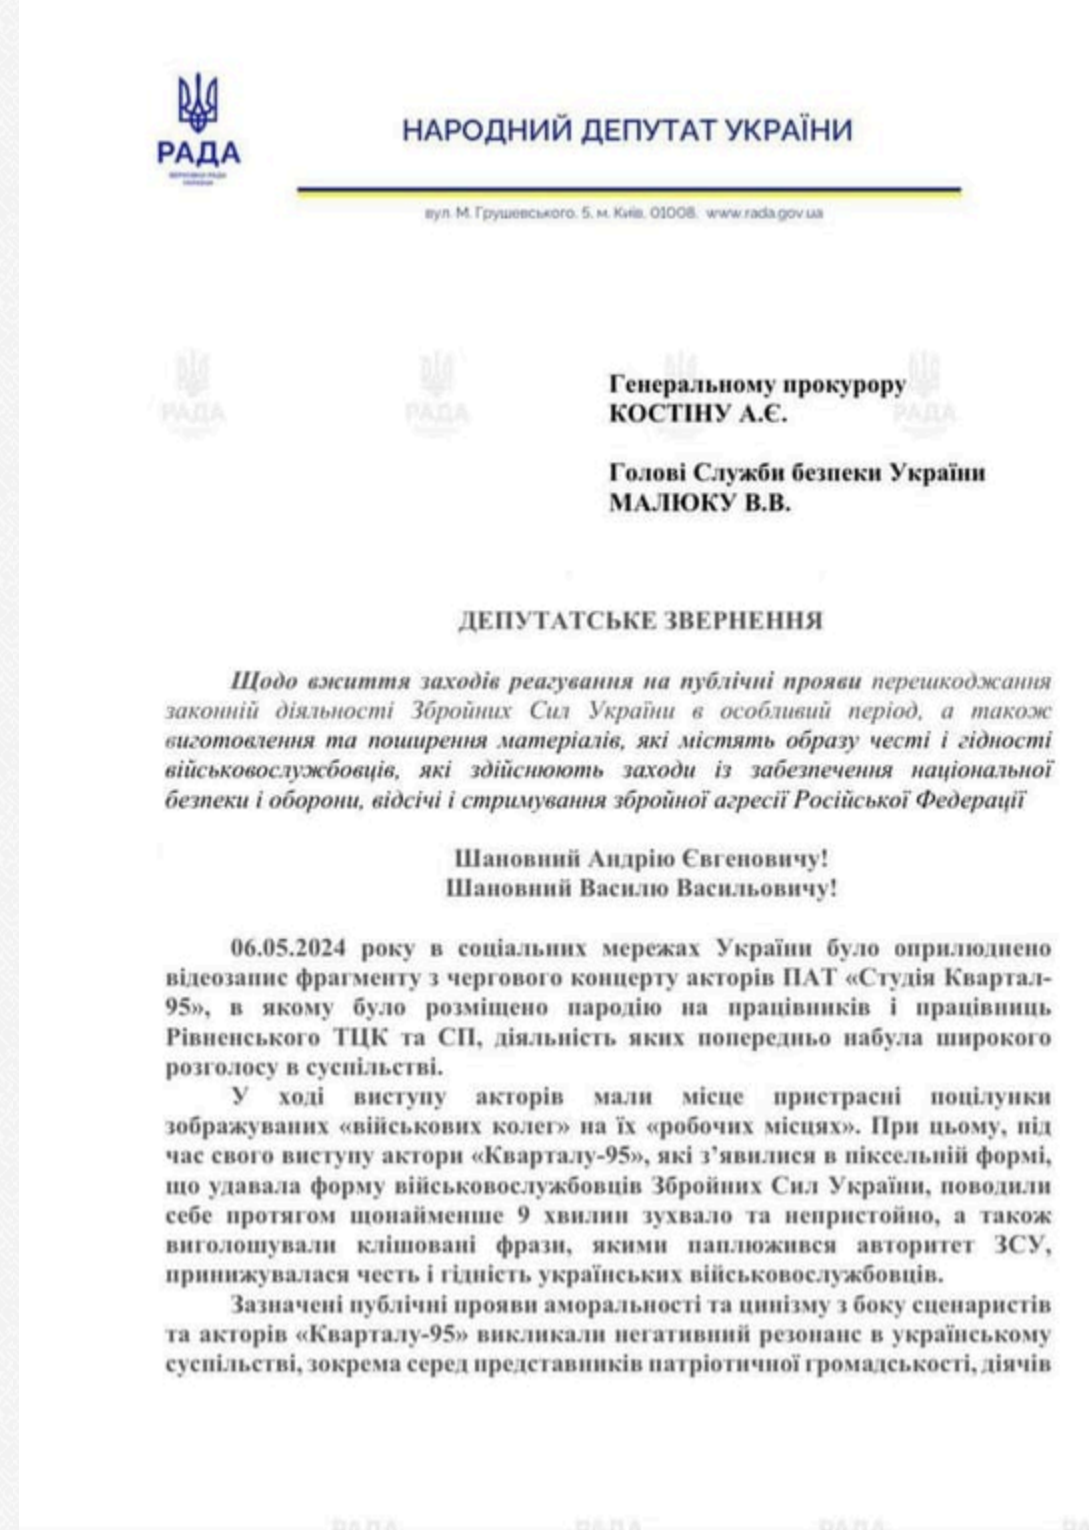 РАДА
ВЕРХОВНА РАДА
УКРАЇНИ
НАРОДНИЙ ДЕПУТАТ УКРАЇНИ
вул. М. Грушевського, 5, м. Київ, 01008, www.rada.gov.ua
РАДА РАДА РАДА
Генеральному прокурору
КОСТІНУ А.Є.
Голові Служби безпеки України
МАЛЮКУ В.В.
ДЕПУТАТСЬКЕ ЗВЕРНЕННЯ
Щодо вжиття заходів реагування на публічні прояви перешкоджання
законній діяльності Збройних Сил України в особливий період, а також
виготовлення та поширення матеріалів, які містять образу честі і гідності
військовослужбовців, які здійснюють заходи із забезпечення національної
безпеки і оборони, відсічі і стримування збройної агресії Російської Федерації
Шановний Андрію Євгеновичу!
Шановний Василю Васильовичу!
06.05.2024 року в соціальних мережах України було оприлюднено
відеозапис фрагменту з чергового концерту акторів ПАТ «Студія Квартал-
95», в якому було розміщено пародію на працівників і працівниць
Рівненського ТЦК та СП, діяльність яких попередньо набула широкого
розголосу в суспільстві.
У ході виступу акторів мали місце пристрасні поцілунки
зображуваних «військових колег» на їх «робочих місцях». При цьому, під
час свого виступу актори «Кварталу-95», які з’явилися в піксельній формі,
що удавала форму військовослужбовців Збройних Сил України, поводили
себе протягом щонайменше 9 хвилин зухвало та непристойно, а також
виголошували клішовані фрази, якими паплюжився авторитет ЗСУ,
принижувалася честь і гідність українських військовослужбовців.
Зазначені публічні прояви аморальності та цинізму з боку сценаристів
та акторів «Кварталу-95» викликали негативний резонанс в українському
суспільстві, зокрема серед представників патріотичної громадськості, діячів
РАДА РАДА РАДА